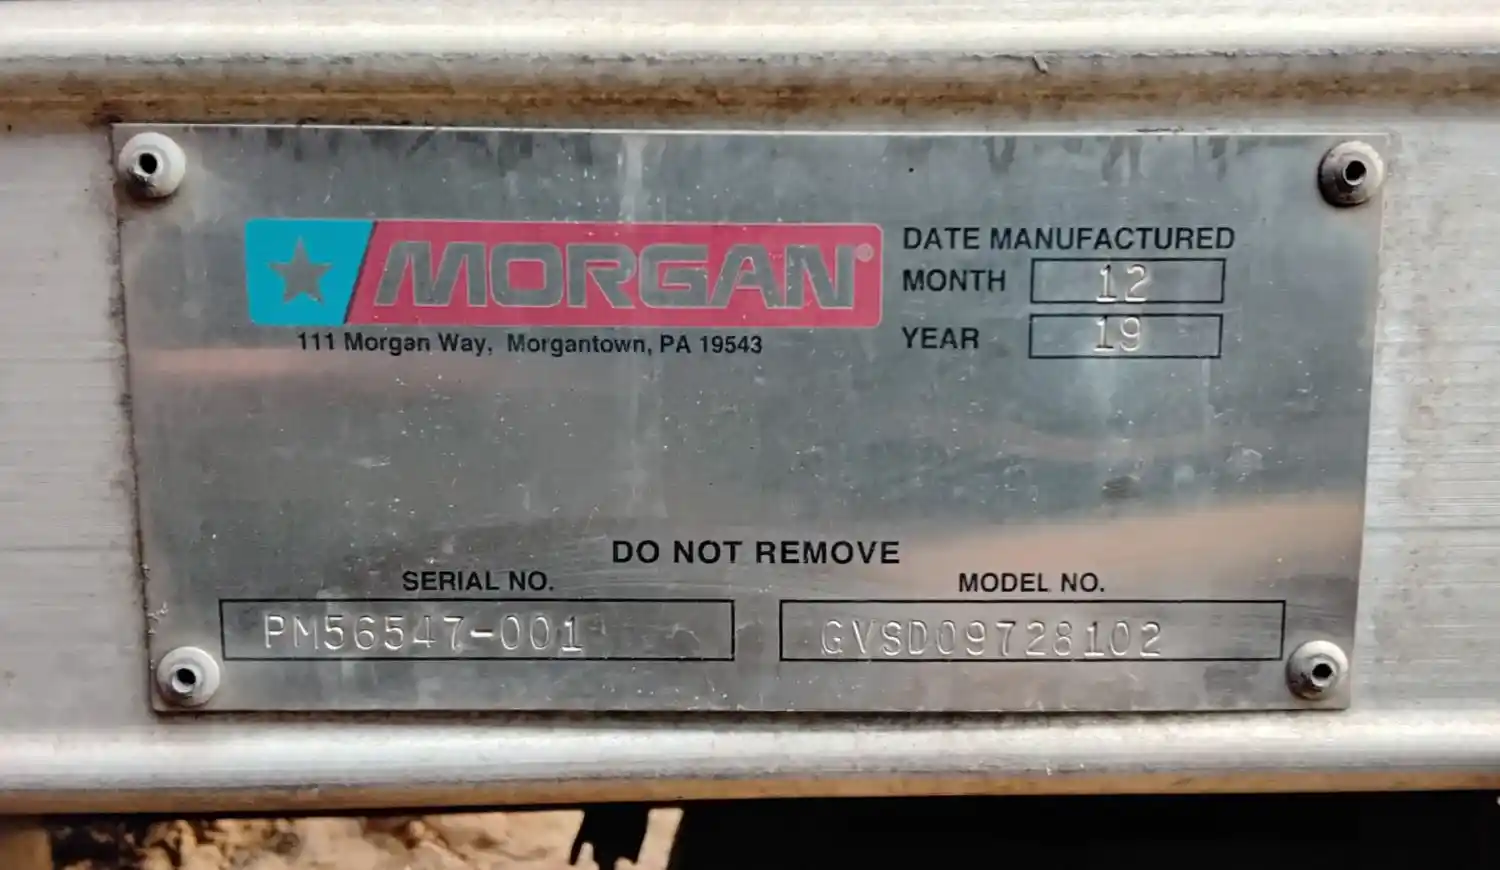 MORGAN®
111 Morgan Way, Morgantown, PA 19543
DATE MANUFACTURED
MONTH 12
YEAR 19
DO NOT REMOVE
SERIAL NO.
PM56547-001
MODEL NO.
GVSD09728102